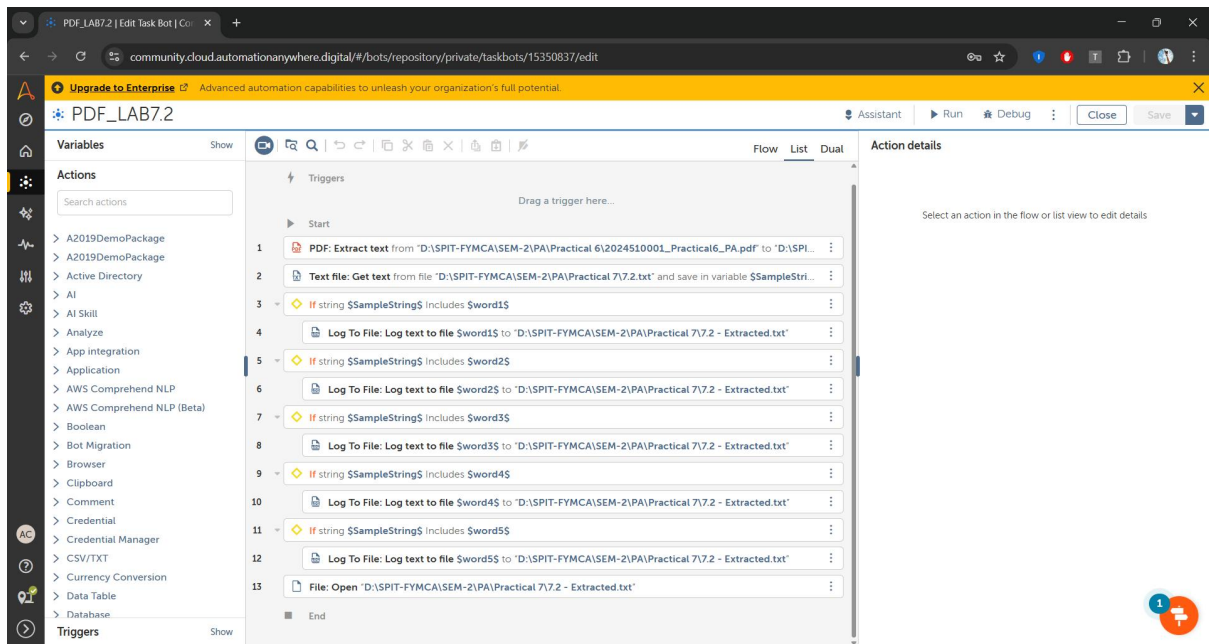 PDF_LAB7.2 | Edit Task Bot | Co
community.cloud.automationanywhere.digital/#/bots/repository/private/taskbots/15350837/edit
T
Upgrade to Enterprise Advanced automation capabilities to unleash your organization's full potential.
PDF_LAB7.2
Assistant Run Debug Close Save
Variables Show
Flow List Dual
Action details
Actions
Search actions
Select an action in the flow or list view to edit details
A2019DemoPackage
A2019DemoPackage
Active Directory
AI
AI Skill
Analyze
App integration
Application
AWS Comprehend NLP
AWS Comprehend NLP (Beta)
Boolean
Bot Migration
Browser
Clipboard
Comment
Credential
Credential Manager
CSV/TXT
Currency Conversion
Data Table
Database
Triggers Show
AC
Triggers
Drag a trigger here...
Start
1 PDF: Extract text from "D:\SPIT-FYMCA\SEM-2\PA\Practical 6\2024510001_Practical6_PA.pdf" to "D:\SPI...
2 Text file: Get text from file "D:\SPIT-FYMCA\SEM-2\PA\Practical 7\7.2.txt" and save in variable $SampleStri...
3 If string $SampleString$ Includes $word1$
4 Log To File: Log text to file $word1$ to "D:\SPIT-FYMCA\SEM-2\PA\Practical 7\7.2 - Extracted.txt"
5 If string $SampleString$ Includes $word2$
6 Log To File: Log text to file $word2$ to "D:\SPIT-FYMCA\SEM-2\PA\Practical 7\7.2 - Extracted.txt"
7 If string $SampleString$ Includes $word3$
8 Log To File: Log text to file $word3$ to "D:\SPIT-FYMCA\SEM-2\PA\Practical 7\7.2 - Extracted.txt"
9 If string $SampleString$ Includes $word4$
10 Log To File: Log text to file $word4$ to "D:\SPIT-FYMCA\SEM-2\PA\Practical 7\7.2 - Extracted.txt"
11 If string $SampleString$ Includes $word5$
12 Log To File: Log text to file $word5$ to "D:\SPIT-FYMCA\SEM-2\PA\Practical 7\7.2 - Extracted.txt"
13 File: Open "D:\SPIT-FYMCA\SEM-2\PA\Practical 7\7.2 - Extracted.txt"
End
1